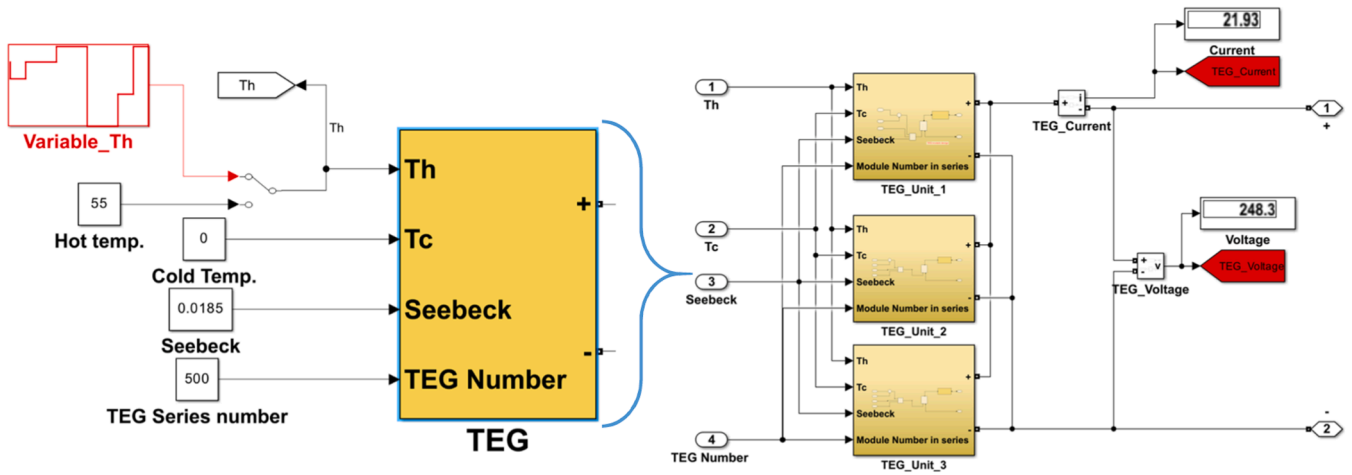 Variable_Th
Th
Th
55
Hot temp.
0
Cold Temp.
0.0185
Seebeck
500
TEG Series number
Th
Tc
Seebeck
TEG Number
+
-
TEG
1
Th
2
Tc
3
Seebeck
4
TEG Number
Th
Tc
Seebeck
Module Number in series
+
-
TEG_Unit_1
Th
Tc
Seebeck
Module Number in series
+
-
TEG_Unit_2
Th
Tc
Seebeck
Module Number in series
+
-
TEG_Unit_3
+
i
-
TEG_Current
21.93
Current
TEG_Current
1
+
248.3
Voltage
+
-
v
TEG_Voltage
TEG_Voltage
-
2